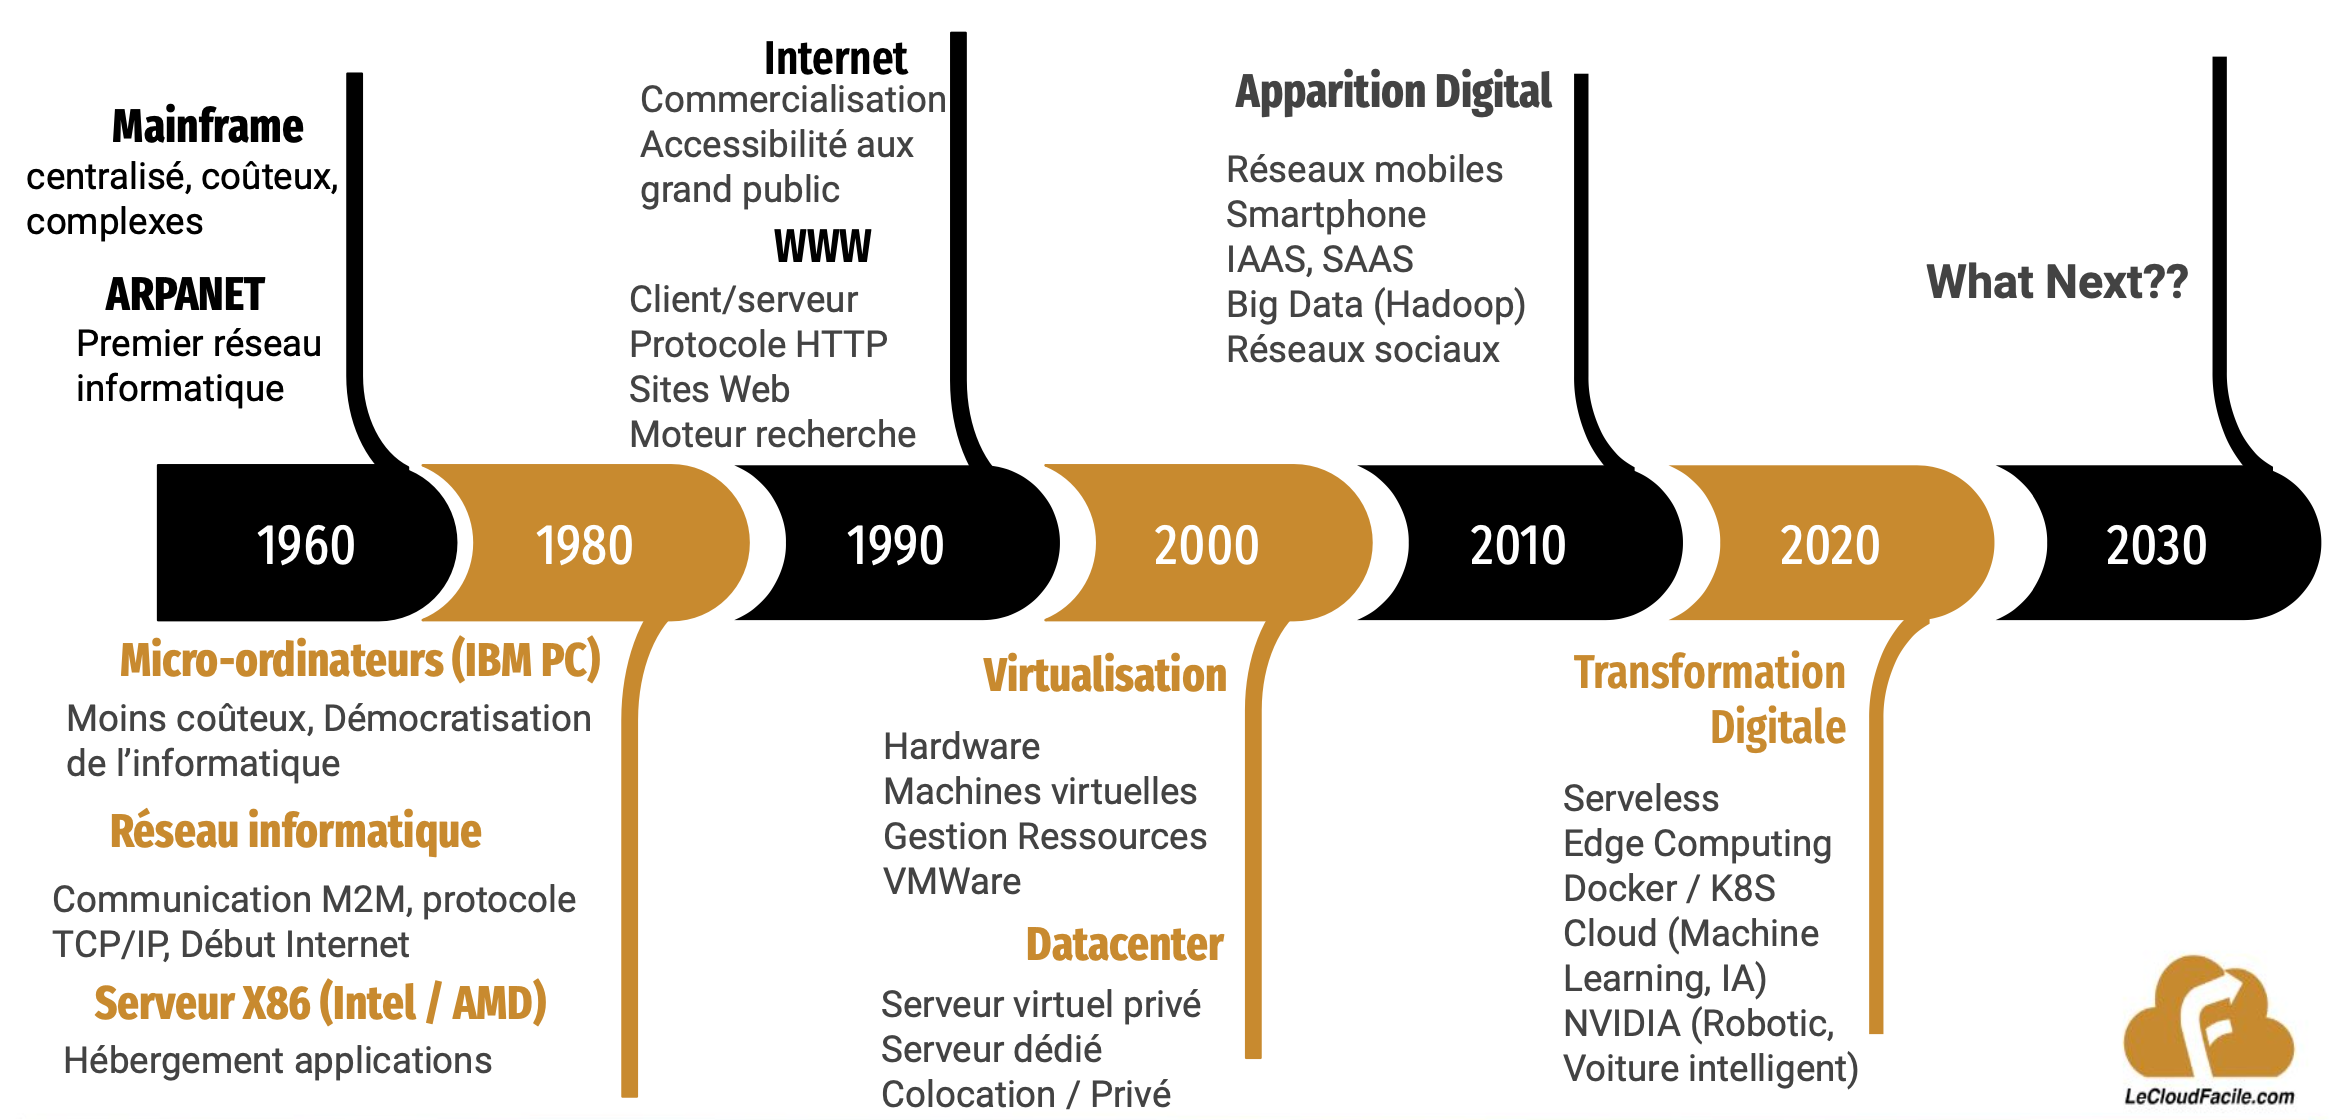 Mainframe
centralisé, coûteux,
complexes
ARPANET
Premier réseau
informatique
Internet
Commercialisation
Accessibilité aux
grand public
WWW
Client/serveur
Protocole HTTP
Sites Web
Moteur recherche
Apparition Digital
Réseaux mobiles
Smartphone
IAAS, SAAS
Big Data (Hadoop)
Réseaux sociaux
What Next??
1960
1980
1990
2000
2010
2020
2030
Micro-ordinateurs (IBM PC)
Moins coûteux, Démocratisation
de l’informatique
Réseau informatique
Communication M2M, protocole
TCP/IP, Début Internet
Serveur X86 (Intel / AMD)
Hébergement applications
Virtualisation
Hardware
Machines virtuelles
Gestion Ressources
VMWare
Datacenter
Serveur virtuel privé
Serveur dédié
Colocation / Privé
Transformation
Digitale
Serveless
Edge Computing
Docker / K8S
Cloud (Machine
Learning, IA)
NVIDIA (Robotic,
Voiture intelligent)
LeCloudFacile.com